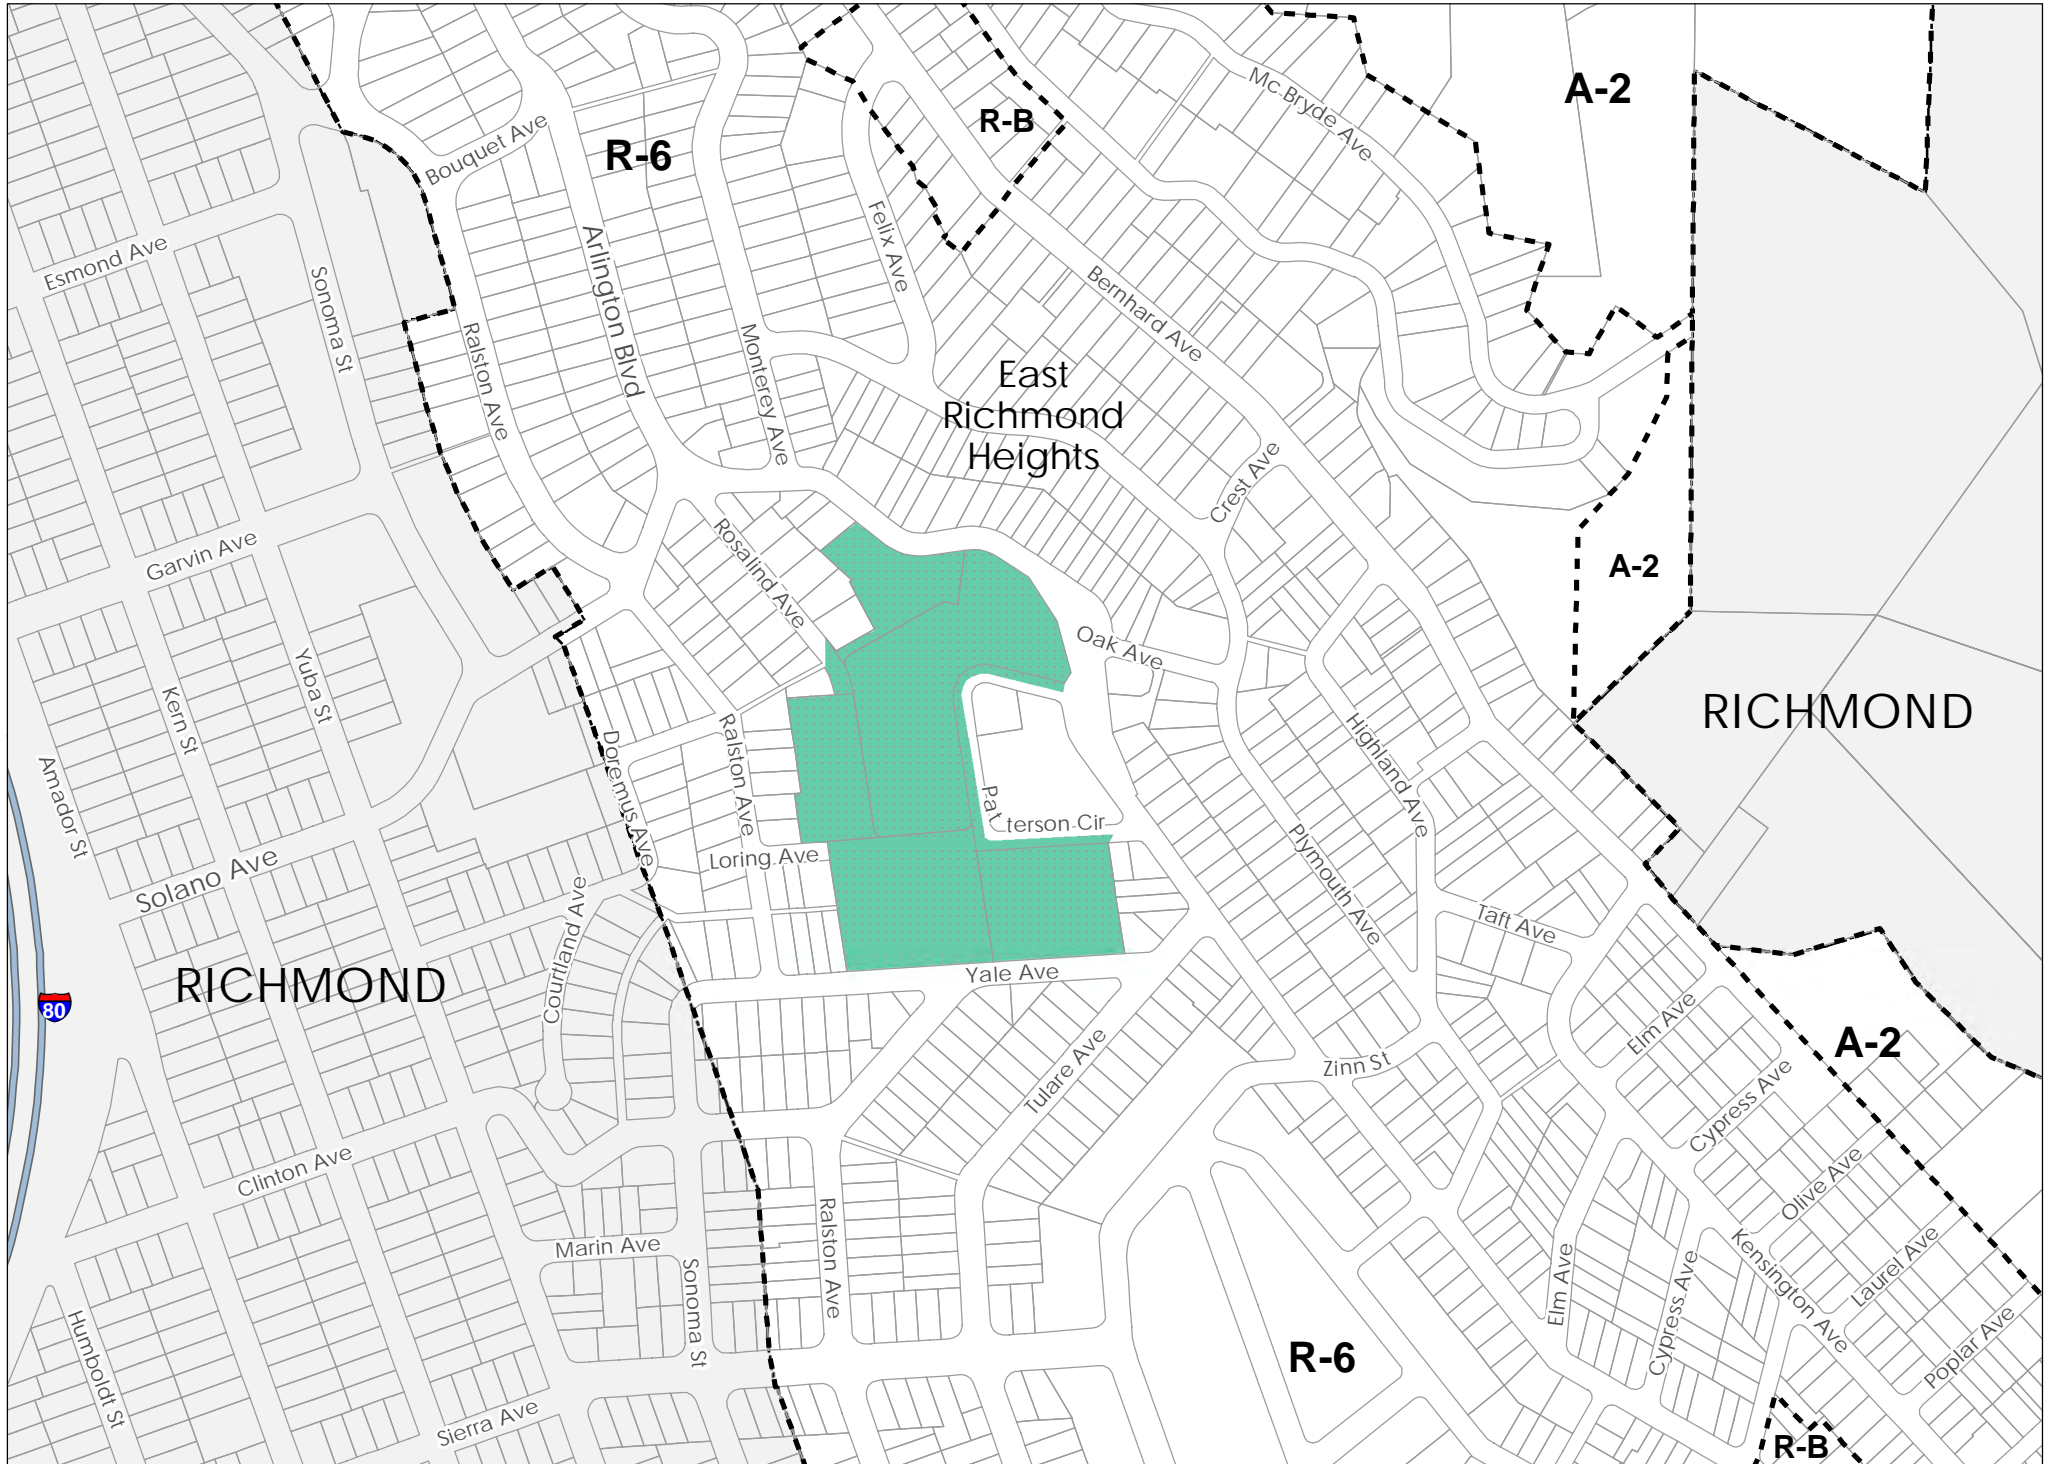 A-2
Mc Bryde Ave
R-B
Bouquet Ave
R-6
Esmond Ave
Felix Ave
Arlington Blvd
Sonoma St
Bernhard Ave
Ralston Ave
Monterey Ave
East
Richmond
Heights
Crest Ave
Garvin Ave
Rosalind Ave
A-2
Oak Ave
Yuba St
Kern St
RICHMOND
Ralston Ave
Highland Ave
Doremus Ave
Amador St
Pat
terson Cir
Loring Ave
Plymouth Ave
Solano Ave
Courtland Ave
Taft Ave
RICHMOND
Yale Ave
80
Elm Ave
A-2
Tulare Ave
Zinn St
Cypress Ave
Clinton Ave
Olive Ave
Ralston Ave
Marin Ave
Kensington Ave
Laurel Ave
Elm Ave
Cypress Ave
Sonoma St
Humboldt St
R-6
Poplar Ave
Sierra Ave
R-B